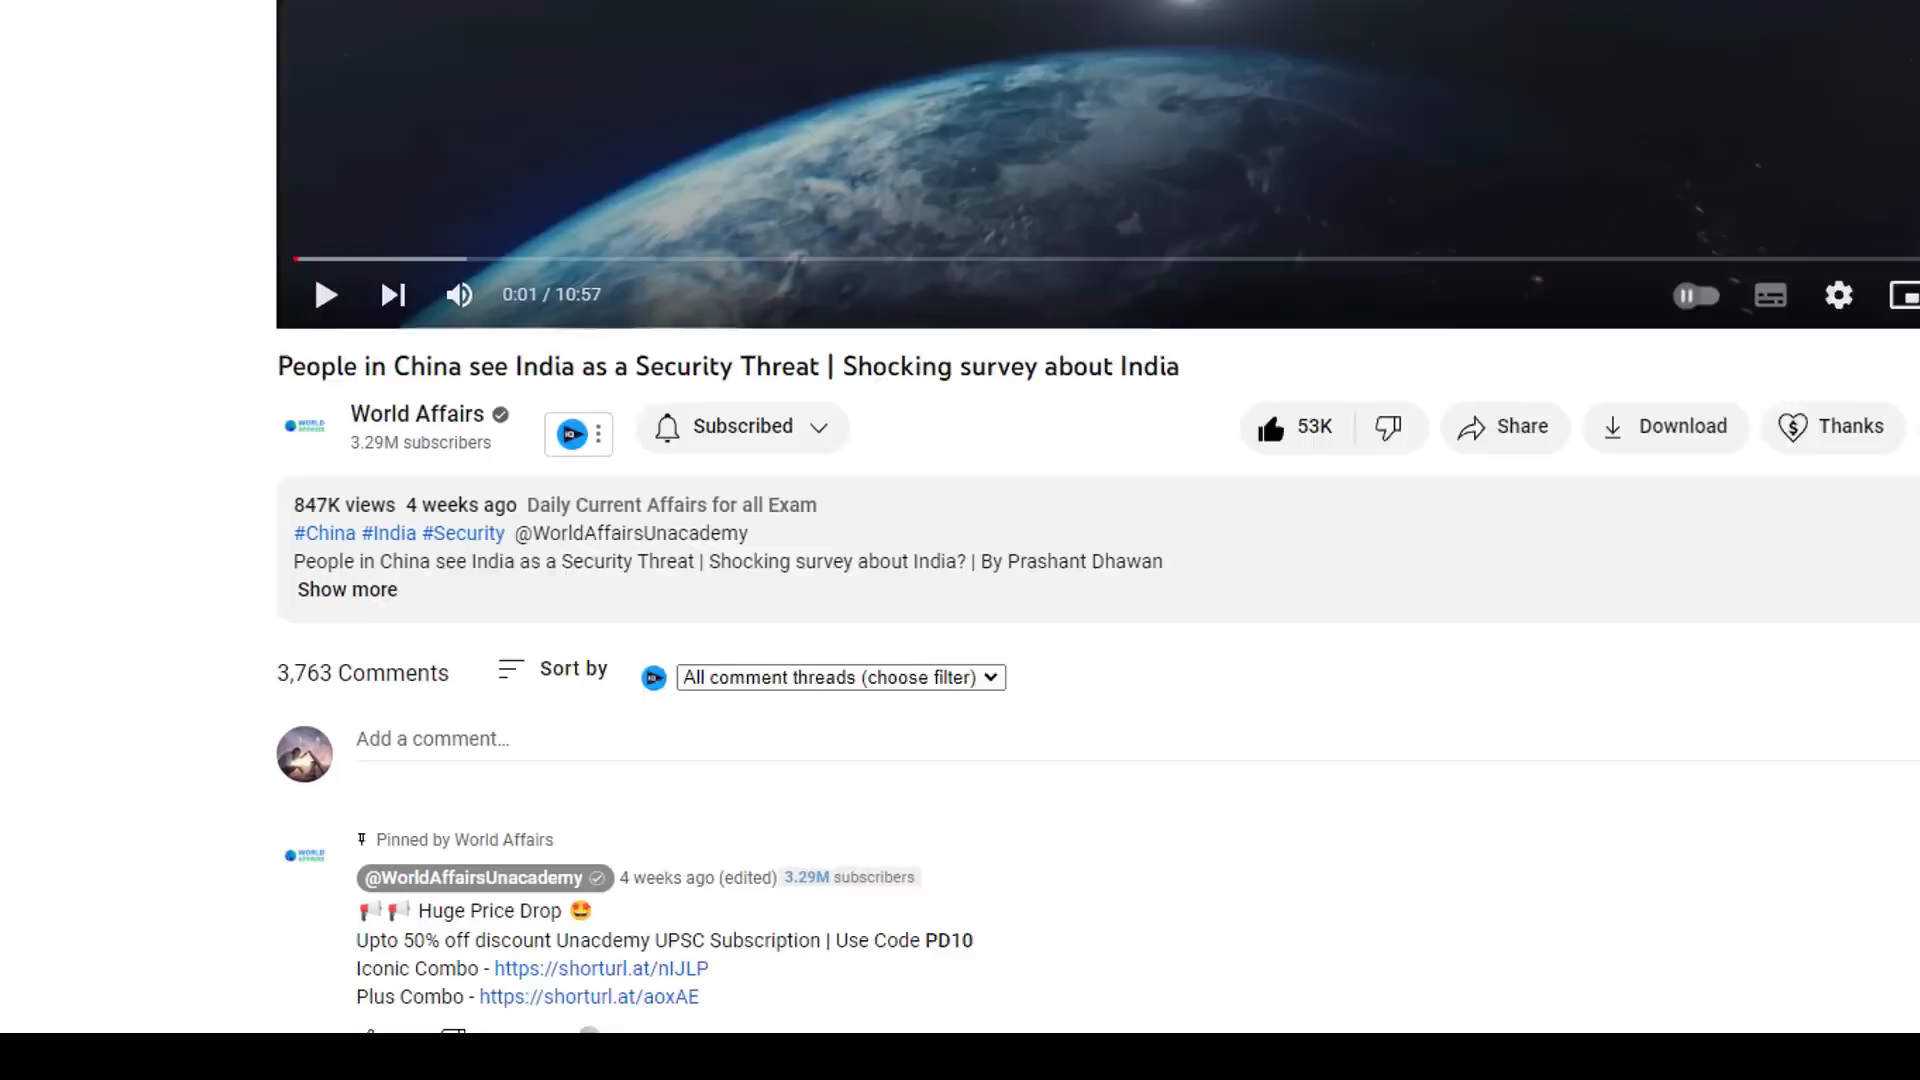 0:01 / 10:57
People in China see India as a Security Threat | Shocking survey about India
World Affairs
3.29M subscribers
Subscribed
53K
Share
Download
Thanks
847K views 4 weeks ago Daily Current Affairs for all Exam
#China #India #Security @WorldAffairsUnacademy
People in China see India as a Security Threat | Shocking survey about India? | By Prashant Dhawan
Show more
3,763 Comments
Sort by
All comment threads (choose filter)
Add a comment...
Pinned by World Affairs
WORLD AFFAIRS
@WorldAffairsUnacademy 4 weeks ago (edited) 3.29M subscribers
Huge Price Drop
Upto 50% off discount Unacdemy UPSC Subscription | Use Code PD10
Iconic Combo - https://shorturl.at/nIJLP
Plus Combo - https://shorturl.at/aoxAE